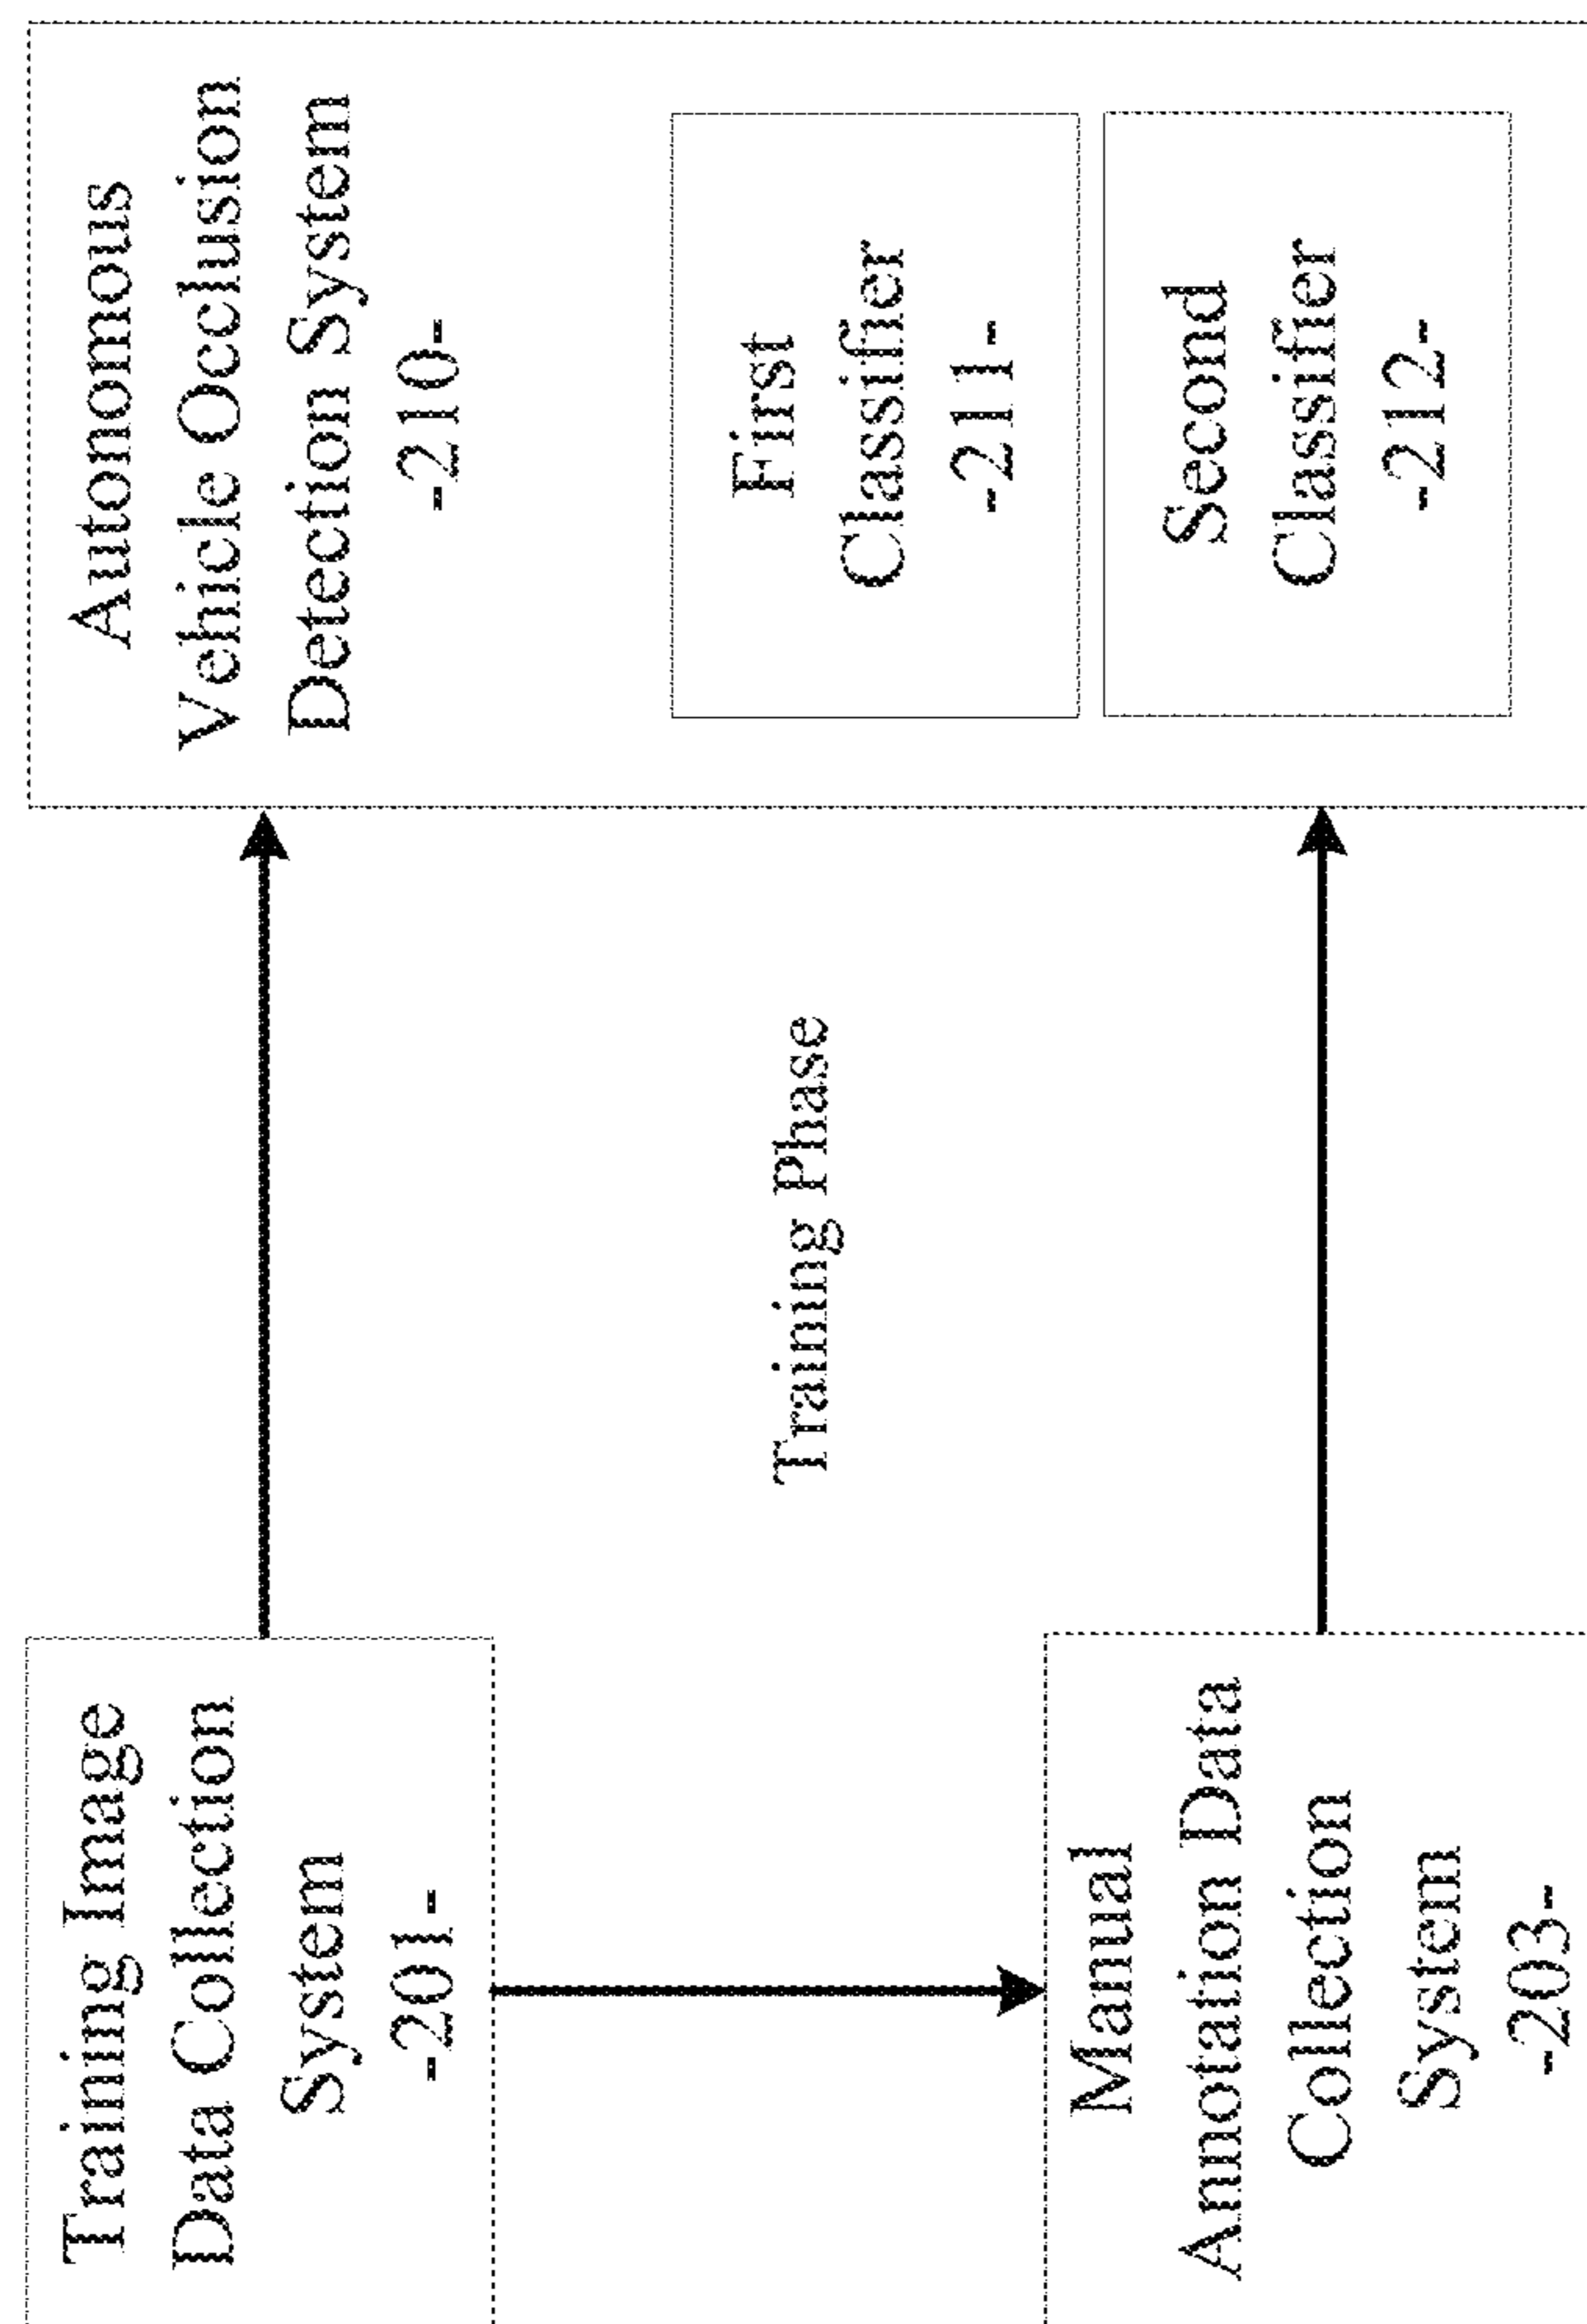 Training Image
Data Collection
System
-201-
Manual
Annotation Data
Collection
System
-203-
Training Phase
Autonomous
Vehicle Occlusion
Detection System
-210-
First
Classifier
-211-
Second
Classifier
-212-